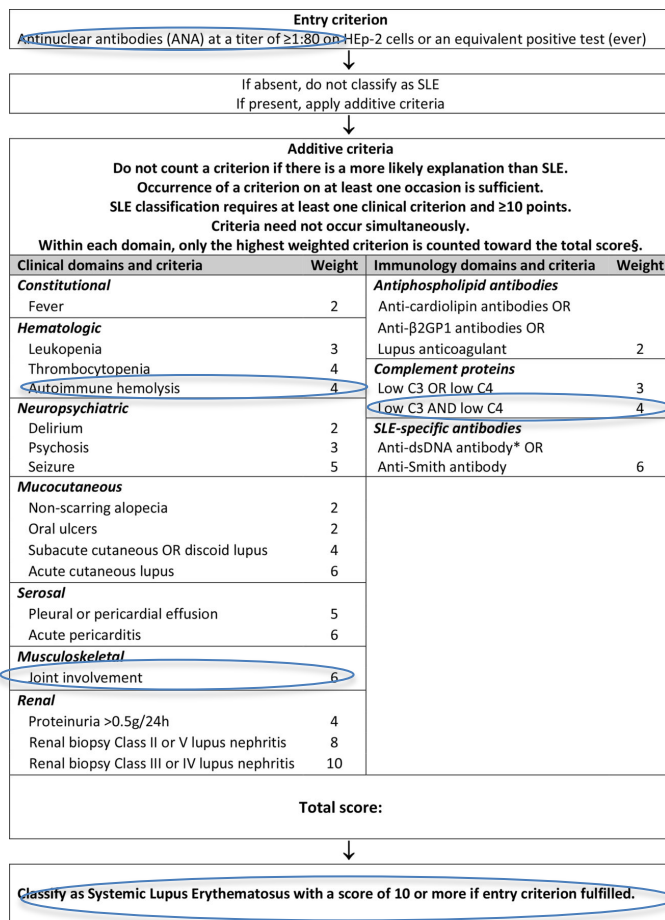 Entry criterion
Antinuclear antibodies (ANA) at a titer of ≥1:80 on HEp-2 cells or an equivalent positive test (ever)
If absent, do not classify as SLE
If present, apply additive criteria
Additive criteria
Do not count a criterion if there is a more likely explanation than SLE.
Occurrence of a criterion on at least one occasion is sufficient.
SLE classification requires at least one clinical criterion and ≥10 points.
Criteria need not occur simultaneously.
Within each domain, only the highest weighted criterion is counted toward the total score§.
Clinical domains and criteria Weight
Constitutional
Fever 2
Hematologic
Leukopenia 3
Thrombocytopenia 4
Autoimmune hemolysis 4
Neuropsychiatric
Delirium 2
Psychosis 3
Seizure 5
Mucocutaneous
Non-scarring alopecia 2
Oral ulcers 2
Subacute cutaneous OR discoid lupus 4
Acute cutaneous lupus 6
Serosal
Pleural or pericardial effusion 5
Acute pericarditis 6
Musculoskeletal
Joint involvement 6
Renal
Proteinuria >0.5g/24h 4
Renal biopsy Class II or V lupus nephritis 8
Renal biopsy Class III or IV lupus nephritis 10
Immunology domains and criteria Weight
Antiphospholipid antibodies
Anti-cardiolipin antibodies OR
Anti-β2GP1 antibodies OR
Lupus anticoagulant 2
Complement proteins
Low C3 OR low C4 3
Low C3 AND low C4 4
SLE-specific antibodies
Anti-dsDNA antibody* OR
Anti-Smith antibody 6
Total score:
Classify as Systemic Lupus Erythematosus with a score of 10 or more if entry criterion fulfilled.